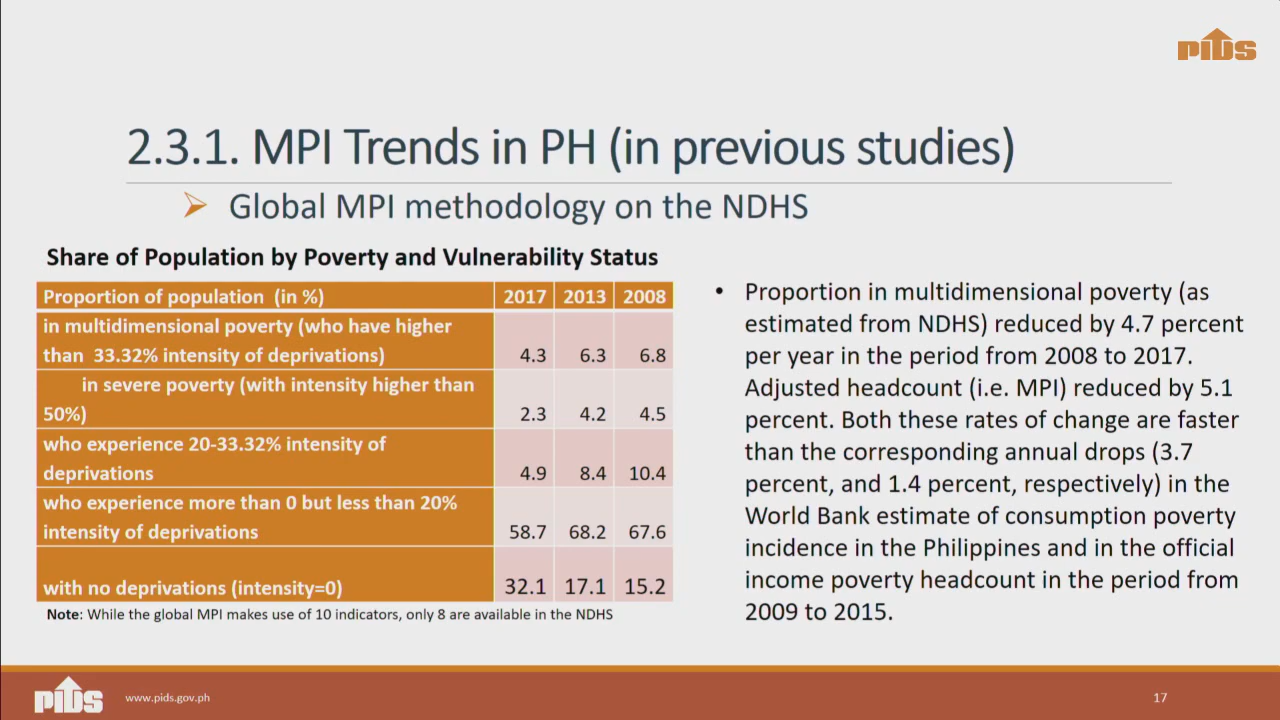 PIDS
2.3.1. MPI Trends in PH (in previous studies)
Global MPI methodology on the NDHS
Share of Population by Poverty and Vulnerability Status
Proportion of population (in %) 2017 2013 2008
in multidimensional poverty (who have higher
than 33.32% intensity of deprivations) 4.3 6.3 6.8
in severe poverty (with intensity higher than
50%) 2.3 4.2 4.5
who experience 20-33.32% intensity of
deprivations 4.9 8.4 10.4
who experience more than 0 but less than 20%
intensity of deprivations 58.7 68.2 67.6
with no deprivations (intensity=0) 32.1 17.1 15.2
Note: While the global MPI makes use of 10 indicators, only 8 are available in the NDHS
• Proportion in multidimensional poverty (as
estimated from NDHS) reduced by 4.7 percent
per year in the period from 2008 to 2017.
Adjusted headcount (i.e. MPI) reduced by 5.1
percent. Both these rates of change are faster
than the corresponding annual drops (3.7
percent, and 1.4 percent, respectively) in the
World Bank estimate of consumption poverty
incidence in the Philippines and in the official
income poverty headcount in the period from
2009 to 2015.
PIDS
www.pids.gov.ph
17